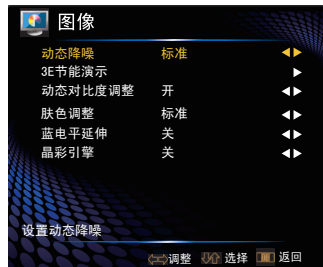 图像
动态降噪 标准
3E节能演示
动态对比度调整 开
肤色调整 标准
蓝电平延伸 关
晶彩引擎 关
设置动态降噪
调整 选择 返回